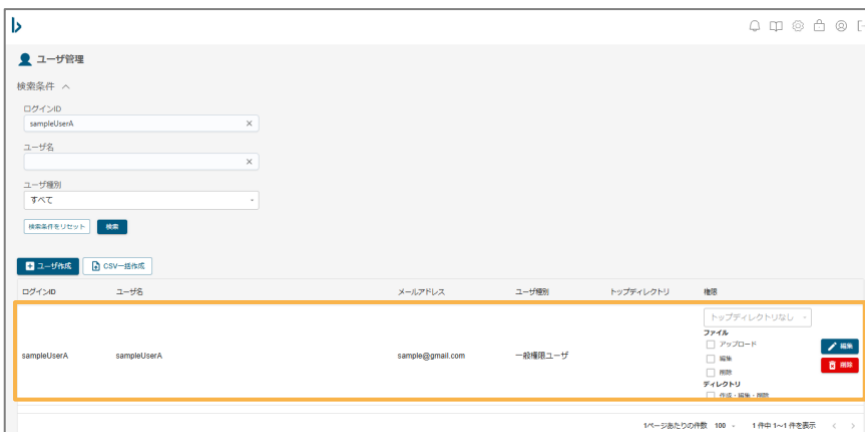 ユーザ管理
検索条件
ログインID
sampleUserA
ユーザ名
ユーザ種別
すべて
検索条件をリセット 検索
ユーザ作成 CSV一括作成
ログインID ユーザ名 メールアドレス ユーザ種別 トップディレクトリ 権限
トップディレクトリなし
ファイル
アップロード
sampleUserA sampleUserA sample@gmail.com 一般権限ユーザ
編集
削除
ディレクトリ
作成・編集・削除
編集
削除
1ページあたりの件数 100 1 件中 1~1 件を表示